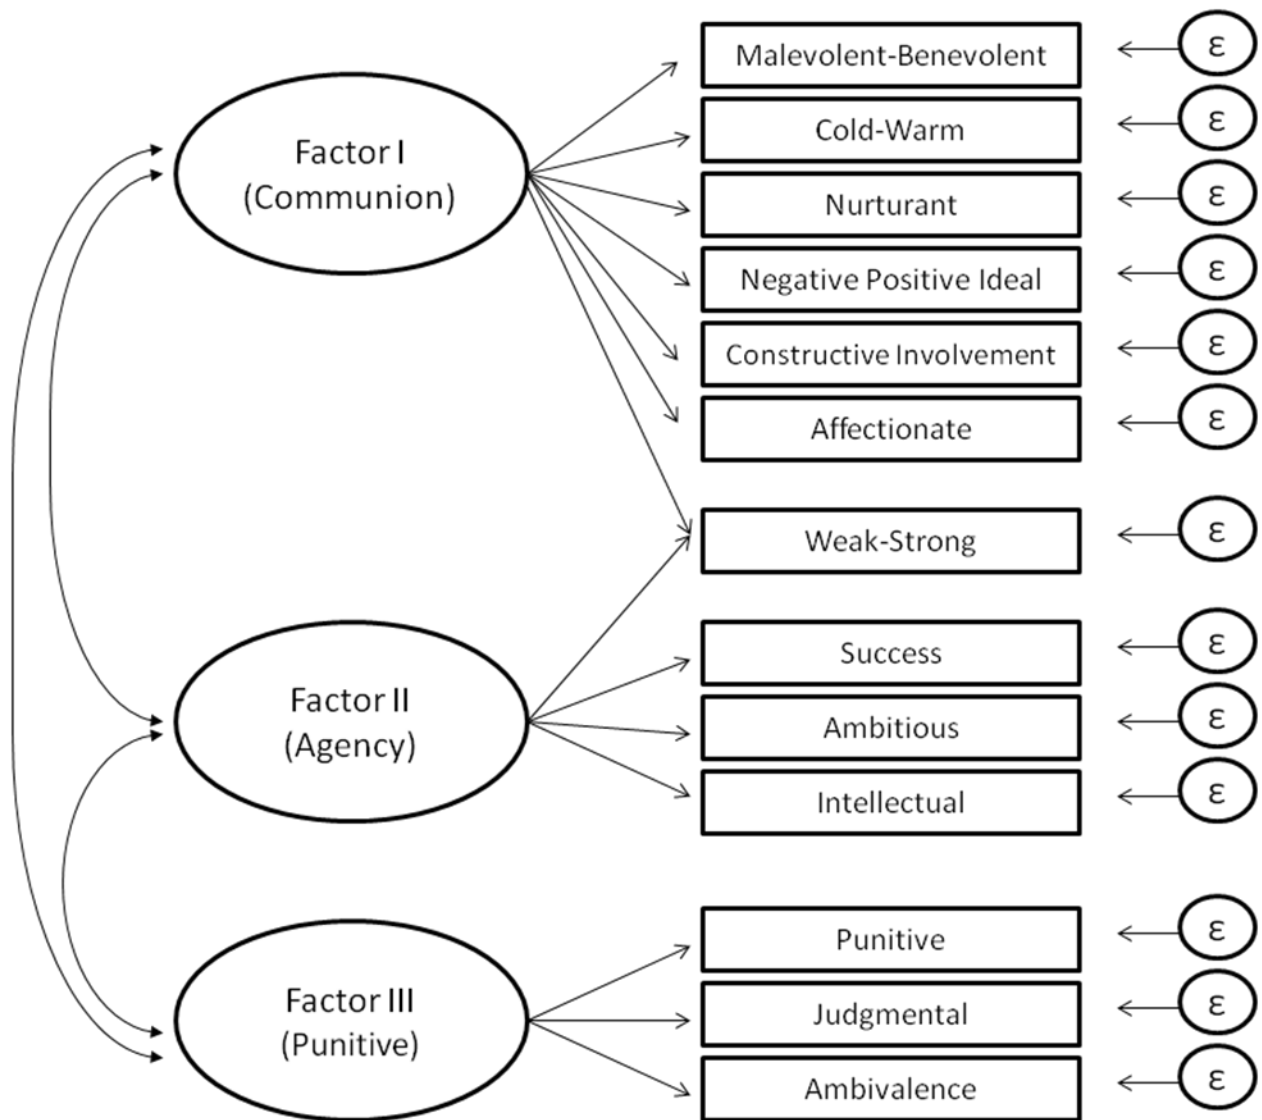 Malevolent-Benevolent
ε
Cold-Warm
ε
Factor I
(Communion)
Nurturant
ε
Negative Positive Ideal
ε
Constructive Involvement
ε
Affectionate
ε
Weak-Strong
ε
Factor II
(Agency)
Success
ε
Ambitious
ε
Intellectual
ε
Factor III
(Punitive)
Punitive
ε
Judgmental
ε
Ambivalence
ε